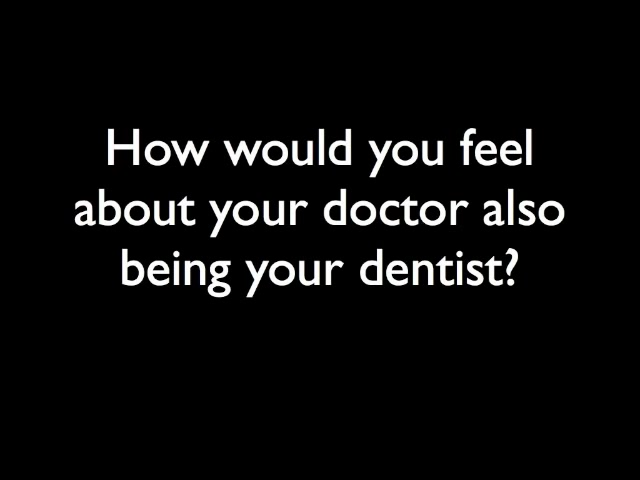 How would you feel
about your doctor also
being your dentist?